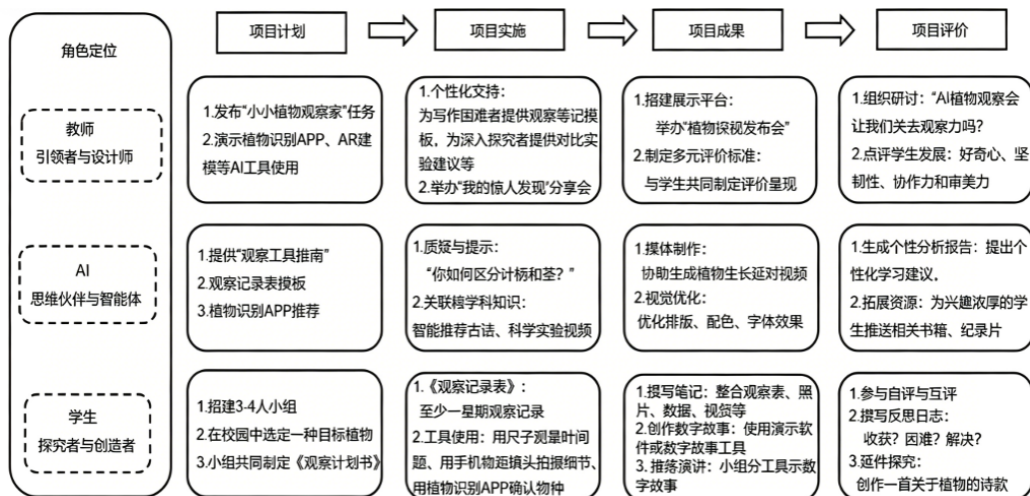 角色定位
项目计划
项目实施
项目成果
项目评价
教师
引领者与设计师
1.发布“小小植物观察家”任务
2.演示植物识别APP、AR建
模等AI工具使用
1.个性化文持：
为写作困难者提供观察等记模
板，为深入探究者提供对比实
验建议等
2.举办“我的惊人发现”分享会
1.招建展示平台：
举办“植物探视发布会”
2.制定多元评价标准：
与学生共同制定评价呈现
1.组织研讨：“AI植物观察会
让我们关去观察力吗？
2.点评学生发展：好奇心、坚
韧性、协作力和审美力
AI
思维伙伴与智能体
1.提供“观察工具指南”
2.观察记录表摸板
3.植物识别APP推荐
1.质疑与提示：
“你如何区分计柄和茎？”
2.关联学科知识：
智能推荐古诗、科学实验视频
1.摸体制作：
协助生成植物生长延对视频
2.视觉优化：
优化排版、配色、字体效果
1.生成个性分析报告：提出个
性化学习建议。
2.拓展资源：为兴趣浓厚的学
生推送相关书籍、纪录片
学生
探究者与创造者
1.招建3-4人小组
2.在校园中选定一种目标植物
3.小组共同制定《观察计划书》
1.《观察记录表》：
至少一星期观察记录
2.工具使用：用尺子观量叶间
题、用手机物距填头拍摄细节、
用植物识别APP确认物种
1.撰写笔记：整合观察素、照
片、数据、视贺等
2.创作数字故事：使用演示软
件或数字故事工具
3. 推落演讲：小组分工具示数
字故事
1.参与自评与互评
2.撰写反思日志：
收获？困难？解决？
3.延件探究：
创作一首关于植物的诗款